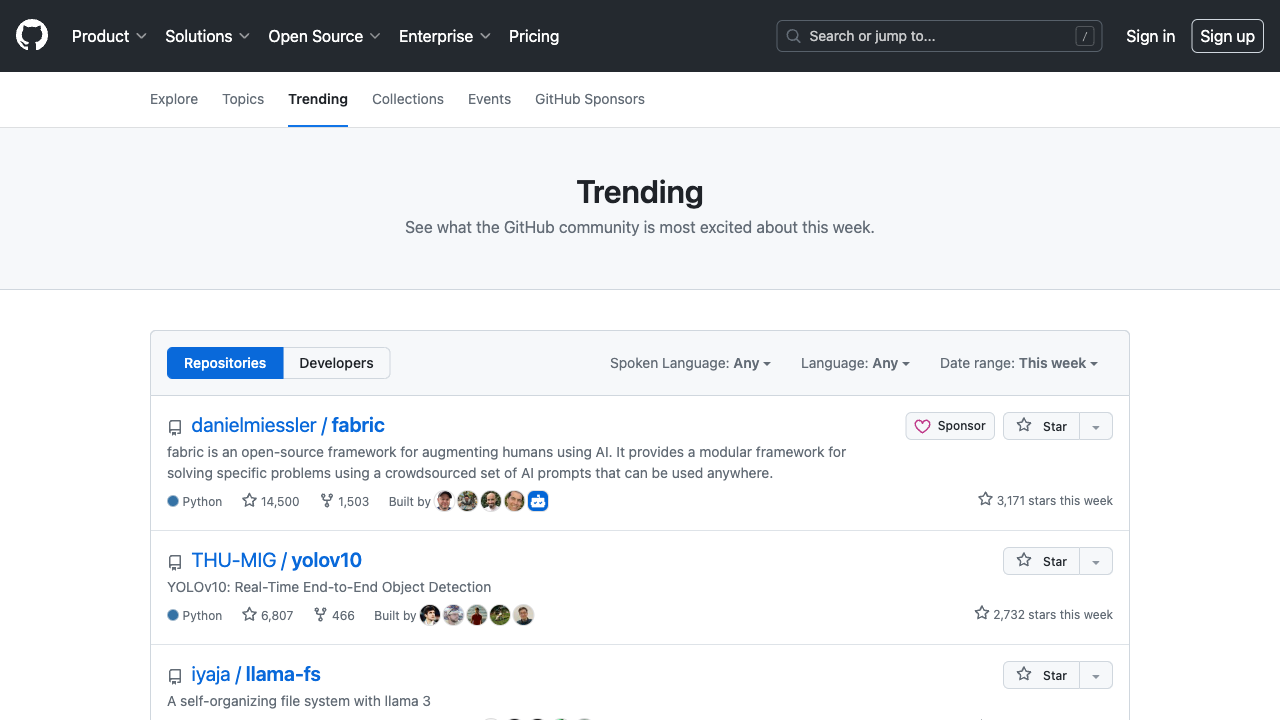 Product Solutions Open Source Enterprise Pricing Search or jump to... / Sign in Sign up
Explore Topics Trending Collections Events GitHub Sponsors
Trending
See what the GitHub community is most excited about this week.
Repositories Developers Spoken Language: Any Language: Any Date range: This week
danielmiessler / fabric Sponsor Star
fabric is an open-source framework for augmenting humans using AI. It provides a modular framework for
solving specific problems using a crowdsourced set of AI prompts that can be used anywhere.
Python 14,500 1,503 Built by 3,171 stars this week
THU-MIG / yolov10 Star
YOLOv10: Real-Time End-to-End Object Detection
Python 6,807 466 Built by 2,732 stars this week
iyaja / llama-fs Star
A self-organizing file system with llama 3